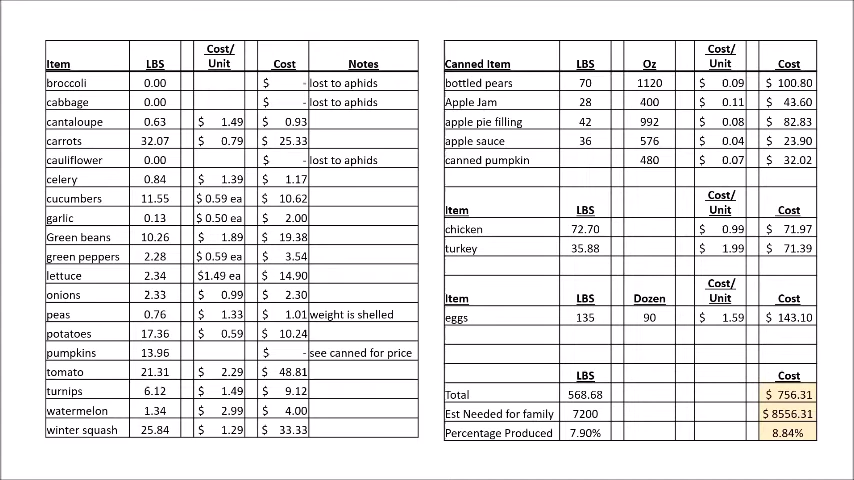 Item LBS Cost/ Unit Cost Notes
broccoli 0.00 $ - lost to aphids
cabbage 0.00 $ - lost to aphids
cantaloupe 0.63 $ 1.49 $ 0.93
carrots 32.07 $ 0.79 $ 25.33
cauliflower 0.00 $ - lost to aphids
celery 0.84 $ 1.39 $ 1.17
cucumbers 11.55 $ 0.59 ea $ 10.62
garlic 0.13 $ 0.50 ea $ 2.00
Green beans 10.26 $ 1.89 $ 19.38
green peppers 2.28 $ 0.59 ea $ 3.54
lettuce 2.34 $1.49 ea $ 14.90
onions 2.33 $ 0.99 $ 2.30
peas 0.76 $ 1.33 $ 1.01 weight is shelled
potatoes 17.36 $ 0.59 $ 10.24
pumpkins 13.96 $ - see canned for price
tomato 21.31 $ 2.29 $ 48.81
turnips 6.12 $ 1.49 $ 9.12
watermelon 1.34 $ 2.99 $ 4.00
winter squash 25.84 $ 1.29 $ 33.33
Canned Item LBS Oz Cost/ Unit Cost
bottled pears 70 1120 $ 0.09 $ 100.80
Apple Jam 28 400 $ 0.11 $ 43.60
apple pie filling 42 992 $ 0.08 $ 82.83
apple sauce 36 576 $ 0.04 $ 23.90
canned pumpkin 480 $ 0.07 $ 32.02
Item LBS Cost/ Unit Cost
chicken 72.70 $ 0.99 $ 71.97
turkey 35.88 $ 1.99 $ 71.39
Item LBS Dozen Cost/ Unit Cost
eggs 135 90 $ 1.59 $ 143.10
LBS Cost
Total 568.68 $ 756.31
Est Needed for family 7200 $ 8556.31
Percentage Produced 7.90% 8.84%